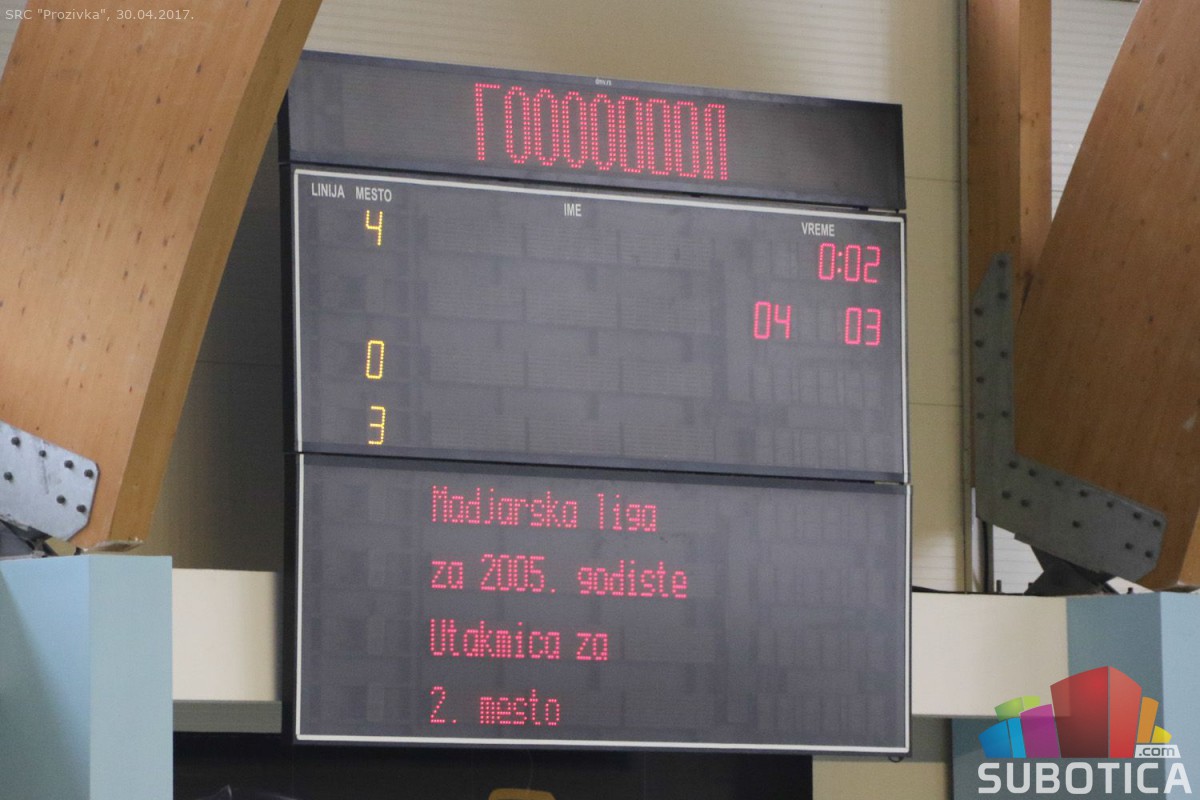 SRC "Prozivka", 30.04.2017.
ГООООООЛ
LINIJA MESTO IME VREME
4 0:02
04 03
0
3
Madjarska liga
za 2005. godiste
Utakmica za
2. mesto
.com
SUBOTICA